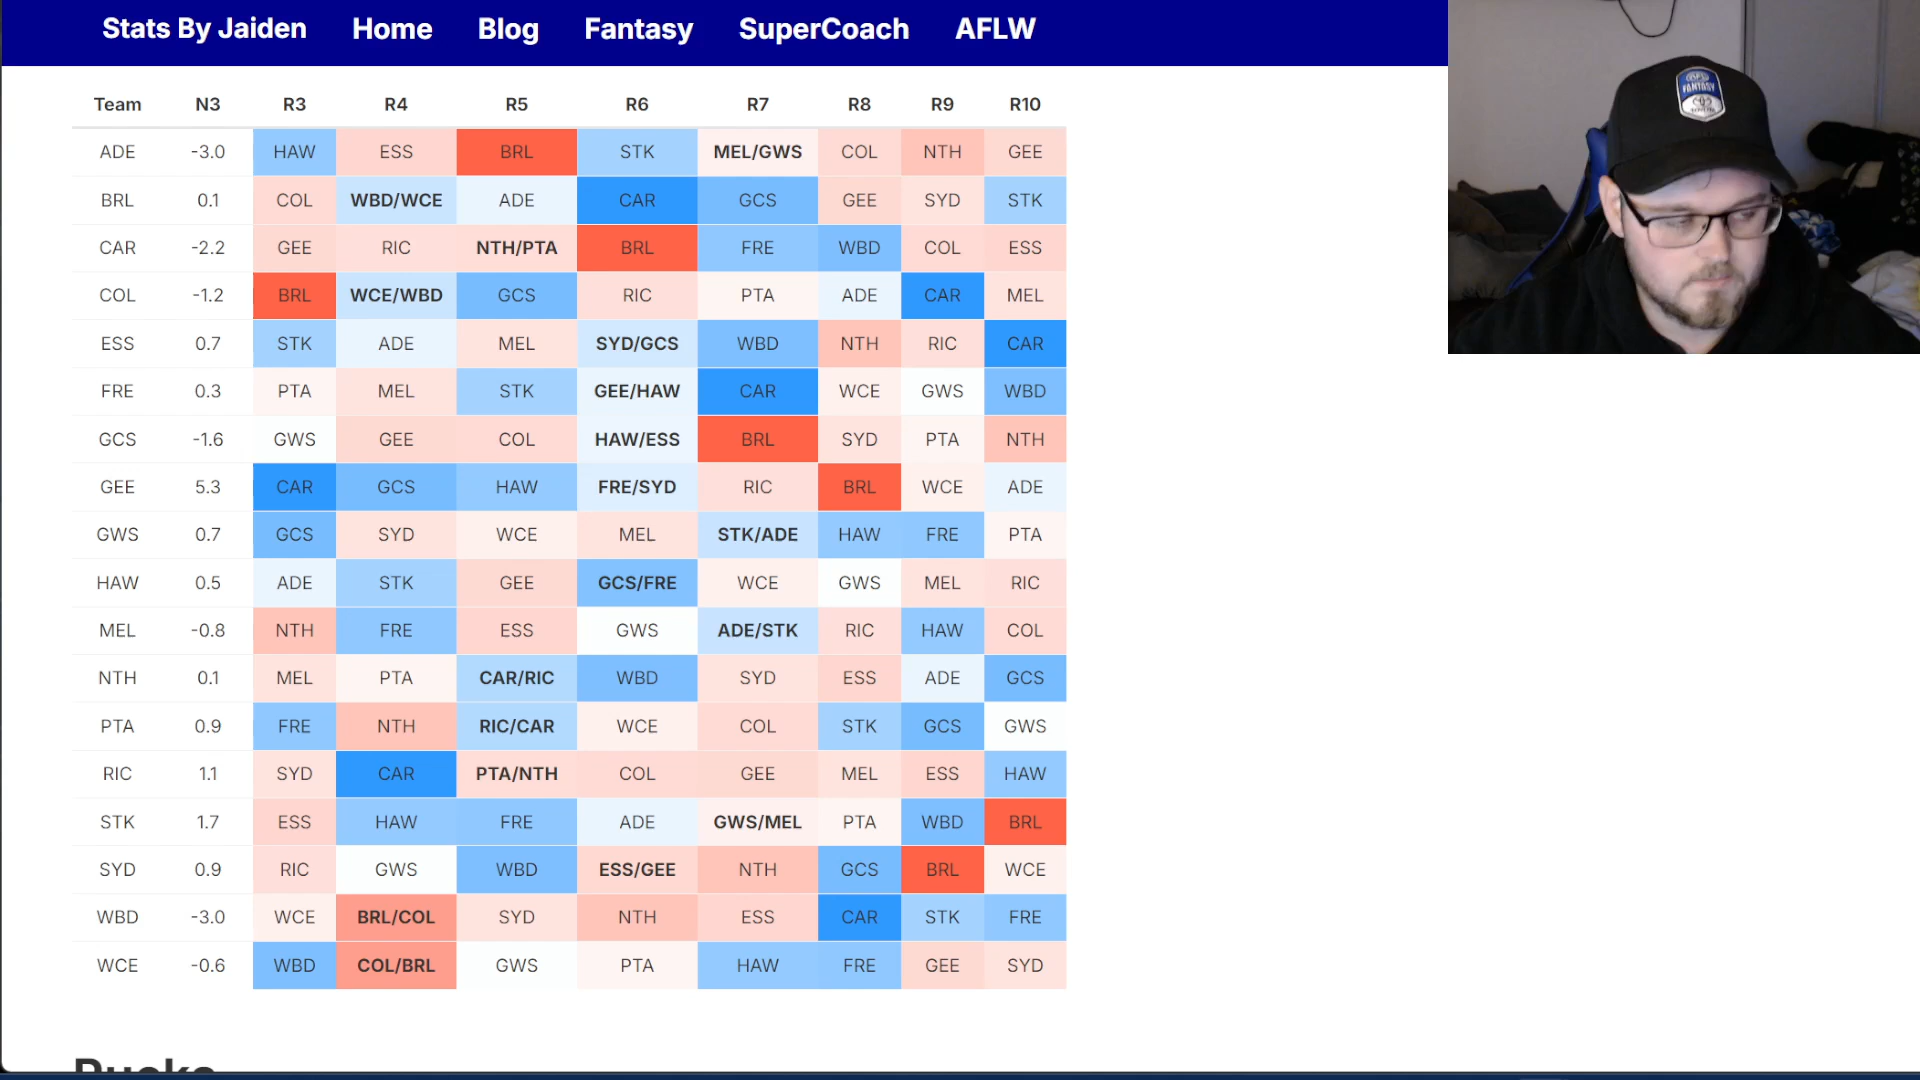 Stats By Jaiden Home Blog Fantasy SuperCoach AFLW
Team N3 R3 R4 R5 R6 R7 R8 R9 R10
ADE -3.0 HAW ESS BRL STK MEL/GWS COL NTH GEE
BRL 0.1 COL WBD/WCE ADE CAR GCS GEE SYD STK
CAR -2.2 GEE RIC NTH/PTA BRL FRE WBD COL ESS
COL -1.2 BRL WCE/WBD GCS RIC PTA ADE CAR MEL
ESS 0.7 STK ADE MEL SYD/GCS WBD NTH RIC CAR
FRE 0.3 PTA MEL STK GEE/HAW CAR WCE GWS WBD
GCS -1.6 GWS GEE COL HAW/ESS BRL SYD PTA NTH
GEE 5.3 CAR GCS HAW FRE/SYD RIC BRL WCE ADE
GWS 0.7 GCS SYD WCE MEL STK/ADE HAW FRE PTA
HAW 0.5 ADE STK GEE GCS/FRE WCE GWS MEL RIC
MEL -0.8 NTH FRE ESS GWS ADE/STK RIC HAW COL
NTH 0.1 MEL PTA CAR/RIC WBD SYD ESS ADE GCS
PTA 0.9 FRE NTH RIC/CAR WCE COL STK GCS GWS
RIC 1.1 SYD CAR PTA/NTH COL GEE MEL ESS HAW
STK 1.7 ESS HAW FRE ADE GWS/MEL PTA WBD BRL
SYD 0.9 RIC GWS WBD ESS/GEE NTH GCS BRL WCE
WBD -3.0 WCE BRL/COL SYD NTH ESS CAR STK FRE
WCE -0.6 WBD COL/BRL GWS PTA HAW FRE GEE SYD
FANTASY